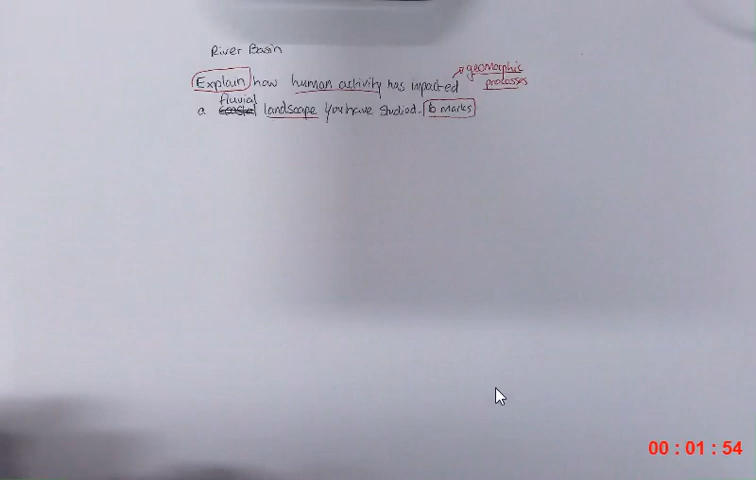 River Basin
geomorphic
processes
Explain how human activity has impacted
fluvial
a coastal landscape you have studied. 6 marks
00 : 01 : 54